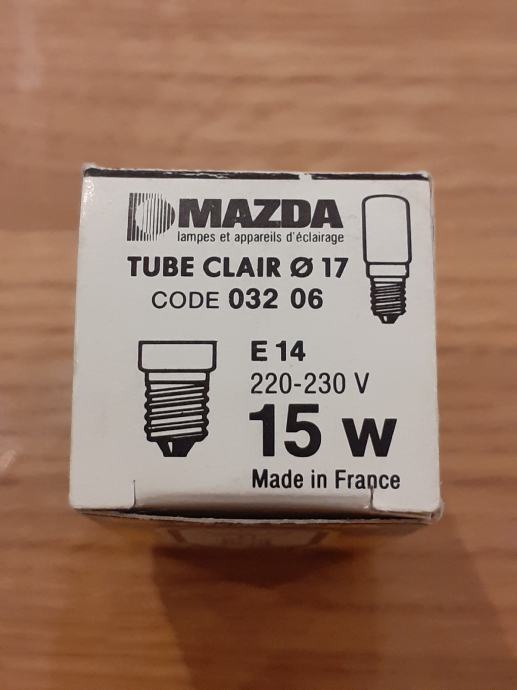 MAZDA
lampes et appareils d'éclairage
TUBE CLAIR Ø 17
CODE 032 06
E 14
220-230 V
15 W
Made in France